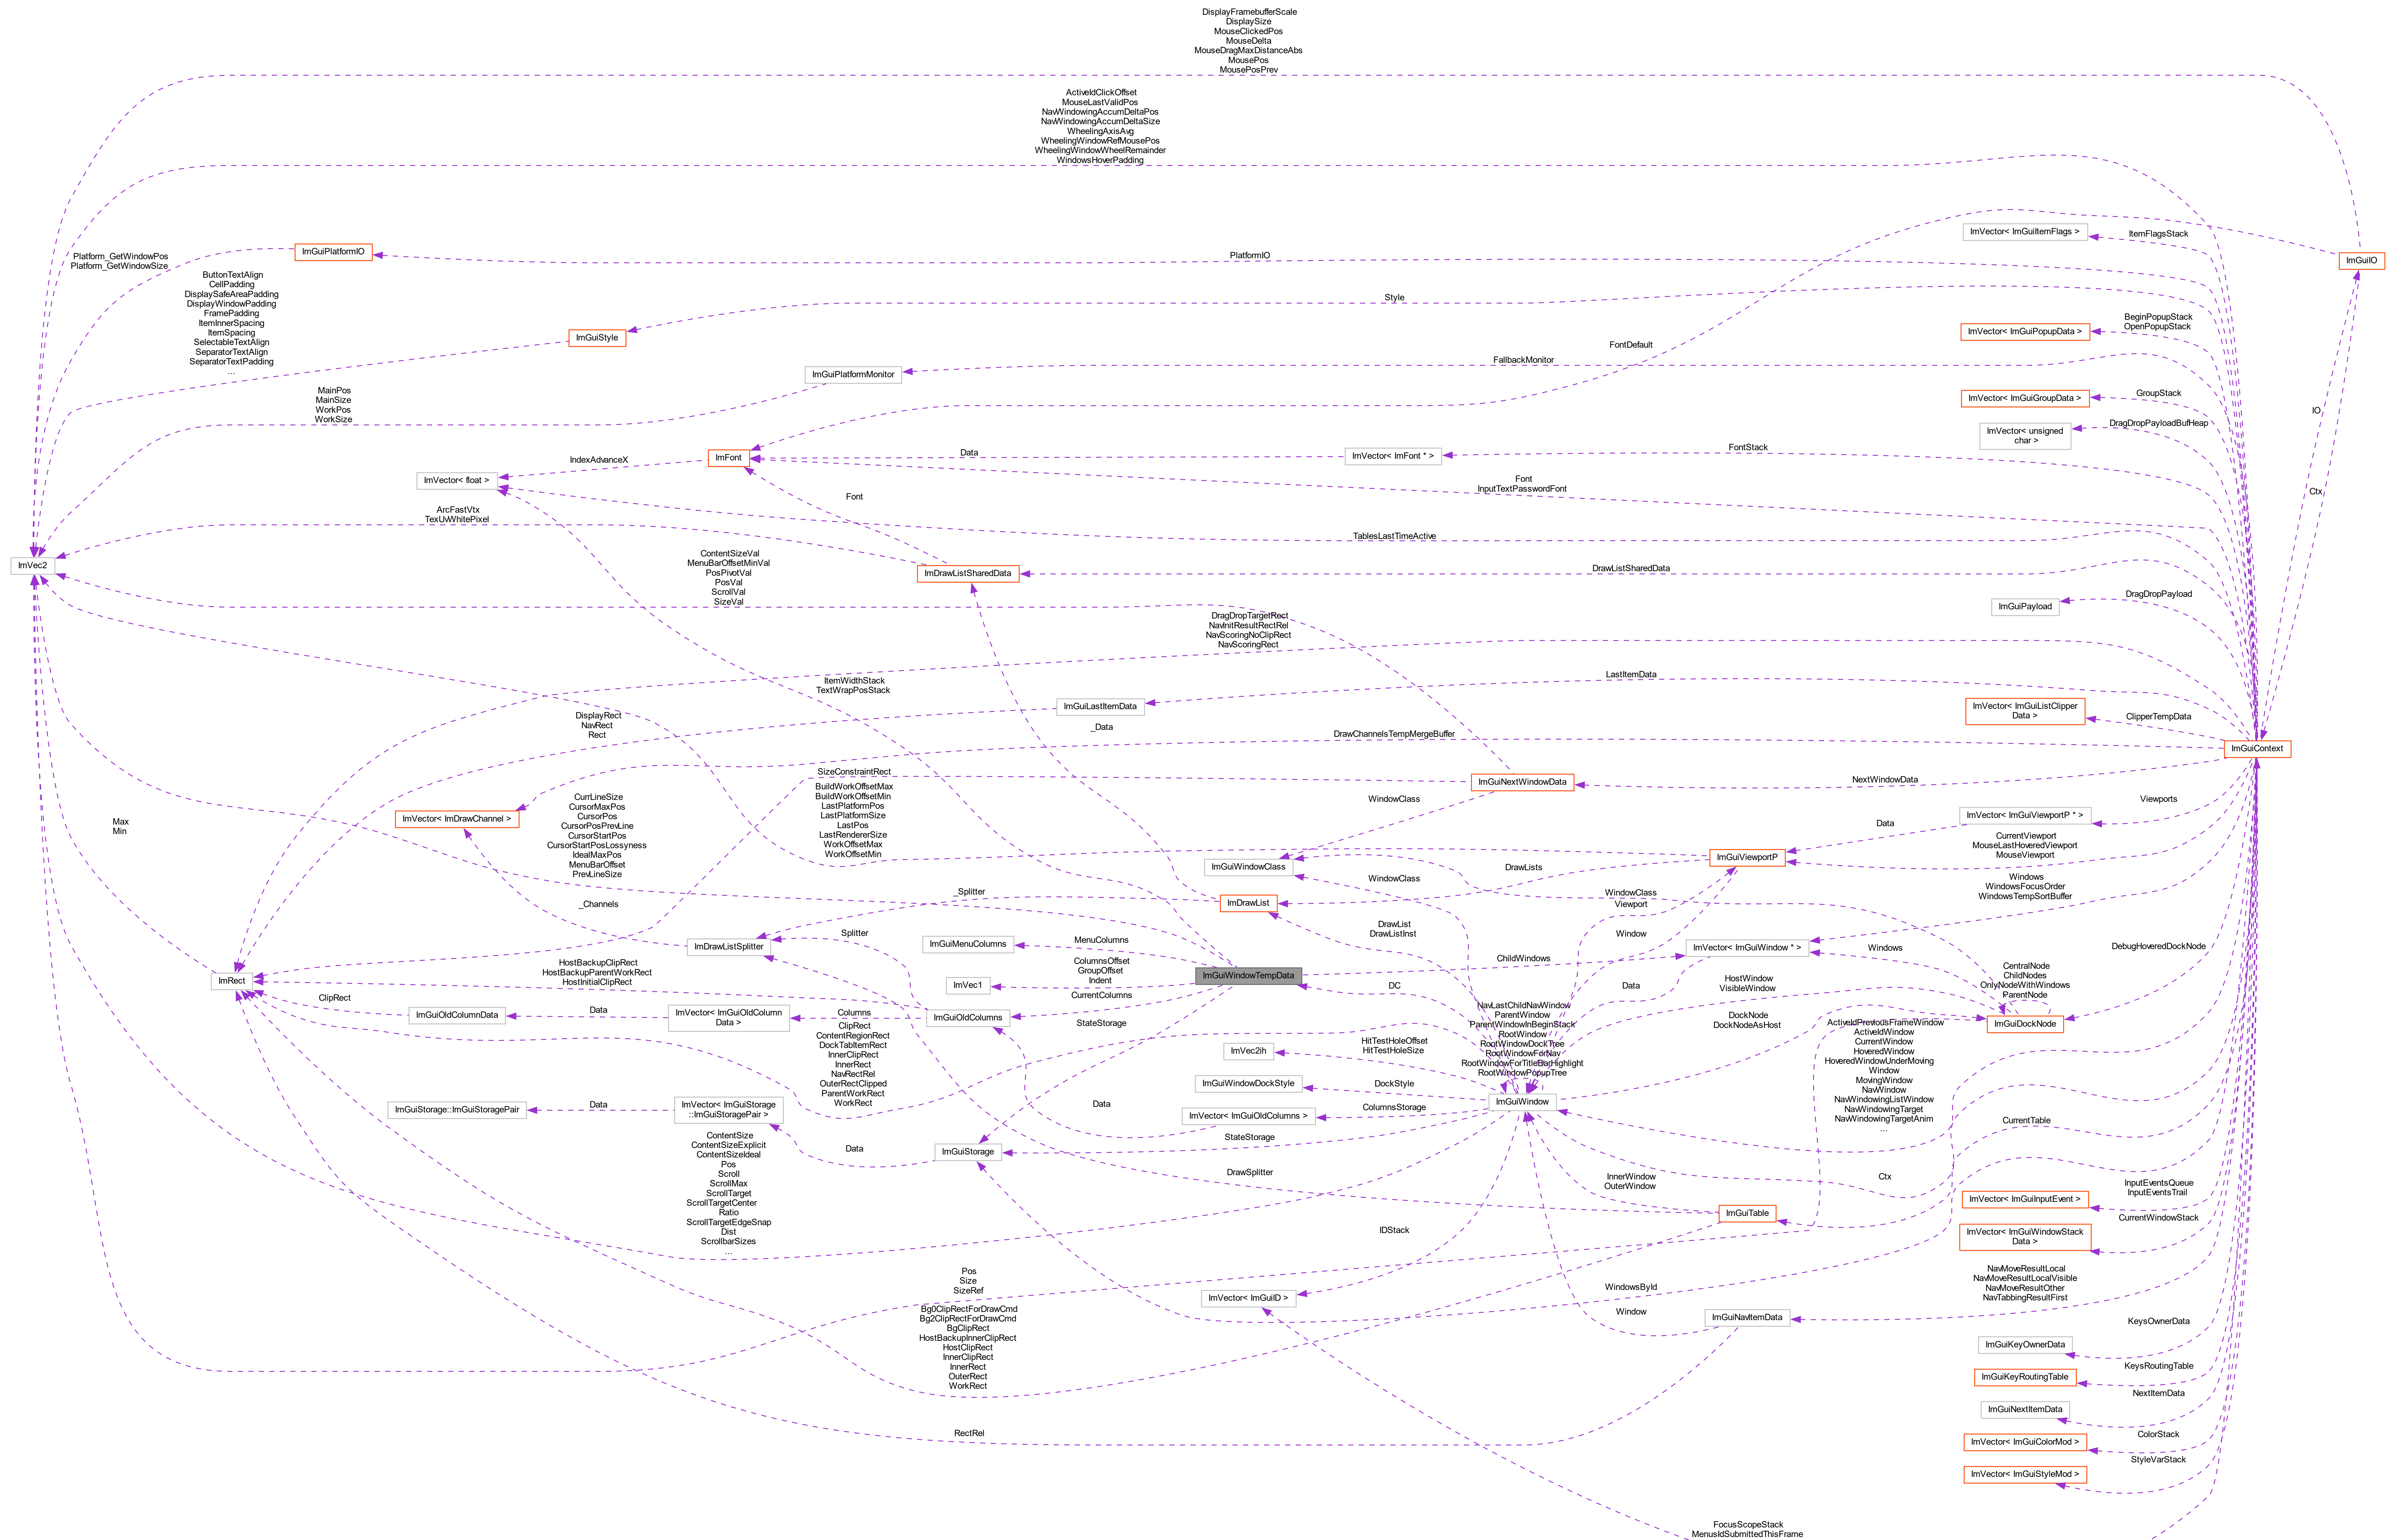 DisplayFramebufferScale
DisplaySize
MouseClickedPos
MouseDelta
MouseDragMaxDistanceAbs
MousePos
MousePosPrev
ActiveIdClickOffset
MouseLastValidPos
NavWindowingAccumDeltaPos
NavWindowingAccumDeltaSize
WheelingAxisAvg
WheelingWindowRefMousePos
WheelingWindowWheelRemainder
WindowsHoverPadding
ImVector< ImGuiItemFlags >
ItemFlagsStack
ImGuiPlatformIO
Platform_GetWindowPos
Platform_GetWindowSize
PlatformIO
ImGuiIO
ButtonTextAlign
CellPadding
DisplaySafeAreaPadding
DisplayWindowPadding
FramePadding
ItemInnerSpacing
ItemSpacing
SelectableTextAlign
SeparatorTextAlign
SeparatorTextPadding
...
Style
ImGuiStyle
BeginPopupStack
OpenPopupStack
ImVector< ImGuiPopupData >
FontDefault
FallbackMonitor
ImGuiPlatformMonitor
MainPos
MainSize
WorkPos
WorkSize
GroupStack
ImVector< ImGuiGroupData >
IO
DragDropPayloadBufHeap
ImVector< unsigned
char >
FontStack
ImVector< ImFont * >
Data
ImFont
IndexAdvanceX
ImVector< float >
Font
InputTextPasswordFont
Ctx
Font
ArcFastVtx
TexUvWhitePixel
TablesLastTimeActive
ContentSizeVal
MenuBarOffsetMinVal
PosPivotVal
PosVal
ScrollVal
SizeVal
ImVec2
ImDrawListSharedData
DrawListSharedData
DragDropPayload
ImGuiPayload
DragDropTargetRect
NavInitResultRectRel
NavScoringNoClipRect
NavScoringRect
ItemWidthStack
TextWrapPosStack
LastItemData
ImGuiLastItemData
DisplayRect
NavRect
Rect
_Data
ImVector< ImGuiListClipper
Data >
ClipperTempData
DrawChannelsTempMergeBuffer
ImGuiContext
SizeConstraintRect
ImGuiNextWindowData
NextWindowData
BuildWorkOffsetMax
BuildWorkOffsetMin
LastPlatformPos
LastPlatformSize
LastPos
LastRendererSize
WorkOffsetMax
WorkOffsetMin
CurrLineSize
CursorMaxPos
CursorPos
CursorPosPrevLine
CursorStartPos
CursorStartPosLossyness
IdealMaxPos
MenuBarOffset
PrevLineSize
WindowClass
Viewports
ImVector< ImGuiViewportP * >
Data
Max
Min
ImVector< ImDrawChannel >
CurrentViewport
MouseLastHoveredViewport
MouseViewport
ImGuiViewportP
ImGuiWindowClass
DrawLists
WindowClass
WindowClass
Windows
WindowsFocusOrder
WindowsTempSortBuffer
_Splitter
ImDrawList
_Channels
Viewport
DrawList
DrawListInst
Window
Splitter
ImDrawListSplitter
ImGuiMenuColumns
MenuColumns
ImVector< ImGuiWindow * >
Windows
DebugHoveredDockNode
HostBackupClipRect
HostBackupParentWorkRect
HostInitialClipRect
ColumnsOffset
GroupOffset
Indent
ImGuiWindowTempData
ChildWindows
CentralNode
ChildNodes
OnlyNodeWithWindows
ParentNode
ImRect
ImVec1
CurrentColumns
DC
Data
HostWindow
VisibleWindow
ClipRect
ImGuiOldColumnData
Data
ImVector< ImGuiOldColumn
Data >
Columns
ImGuiOldColumns
NavLastChildNavWindow
ParentWindow
ParentWindowInBeginStack
RootWindow
RootWindowDockTree
RootWindowForNav
RootWindowForTitleBarHighlight
RootWindowPopupTree
DockNode
DockNodeAsHost
ImGuiDockNode
ClipRect
ContentRegionRect
DockTabItemRect
InnerClipRect
InnerRect
NavRectRel
OuterRectClipped
ParentWorkRect
WorkRect
StateStorage
ImVec2ih
HitTestHoleOffset
HitTestHoleSize
ActiveIdPreviousFrameWindow
ActiveIdWindow
CurrentWindow
HoveredWindow
HoveredWindowUnderMoving
Window
MovingWindow
NavWindow
NavWindowingListWindow
NavWindowingTarget
NavWindowingTargetAnim
...
ImGuiWindowDockStyle
DockStyle
ImGuiStorage::ImGuiStoragePair
Data
ImVector< ImGuiStorage
::ImGuiStoragePair >
Data
ImVector< ImGuiOldColumns >
ColumnsStorage
ImGuiWindow
CurrentTable
Data
ImGuiStorage
StateStorage
ContentSize
ContentSizeExplicit
ContentSizeIdeal
Pos
Scroll
ScrollMax
ScrollTarget
ScrollTargetCenter
Ratio
ScrollTargetEdgeSnap
Dist
ScrollbarSizes
...
DrawSplitter
InnerWindow
OuterWindow
Ctx
InputEventsQueue
InputEventsTrail
ImVector< ImGuiInputEvent >
ImGuiTable
CurrentWindowStack
IDStack
ImVector< ImGuiWindowStack
Data >
Pos
Size
SizeRef
WindowsById
NavMoveResultLocal
NavMoveResultLocalVisible
NavMoveResultOther
NavTabbingResultFirst
ImVector< ImGuiID >
Window
ImGuiNavItemData
Bg0ClipRectForDrawCmd
Bg2ClipRectForDrawCmd
BgClipRect
HostBackupInnerClipRect
HostClipRect
InnerClipRect
InnerRect
OuterRect
WorkRect
KeysOwnerData
ImGuiKeyOwnerData
KeysRoutingTable
ImGuiKeyRoutingTable
NextItemData
ImGuiNextItemData
RectRel
ColorStack
ImVector< ImGuiColorMod >
StyleVarStack
ImVector< ImGuiStyleMod >
FocusScopeStack
MenusIdSubmittedThisFrame